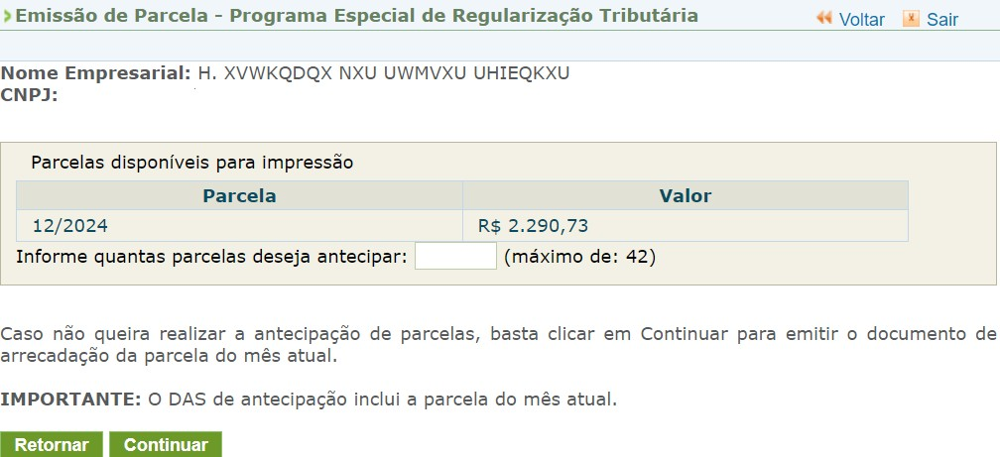 Emissão de Parcela - Programa Especial de Regularização Tributária
Voltar Sair
Nome Empresarial: H. XVWKQDQX NXU UWMVXU UHIEQKXU
CNPJ:
Parcelas disponíveis para impressão
Parcela Valor
12/2024 R$ 2.290,73
Informe quantas parcelas deseja antecipar: (máximo de: 42)
Caso não queira realizar a antecipação de parcelas, basta clicar em Continuar para emitir o documento de
arrecadação da parcela do mês atual.
IMPORTANTE: O DAS de antecipação inclui a parcela do mês atual.
Retornar Continuar